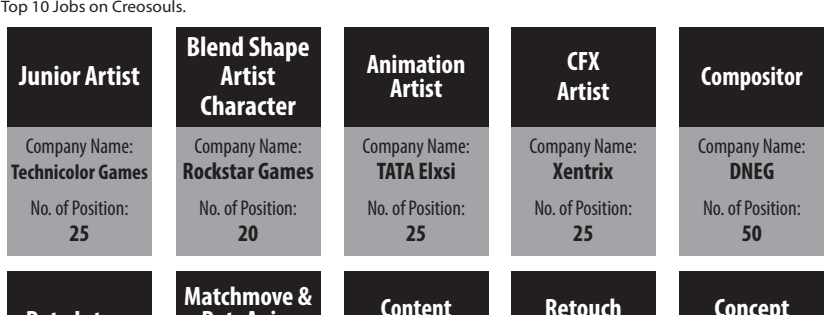 Top 10 Jobs on Creosouls.
Junior Artist
Blend Shape
Artist
Character
Animation
Artist
CFX
Artist
Compositor
Company Name:
Technicolor Games
No. of Position:
25
Company Name:
Rockstar Games
No. of Position:
20
Company Name:
TATA Elxsi
No. of Position:
25
Company Name:
Xentrix
No. of Position:
25
Company Name:
DNEG
No. of Position:
50
Matchmove &
Content
Retouch
Concept